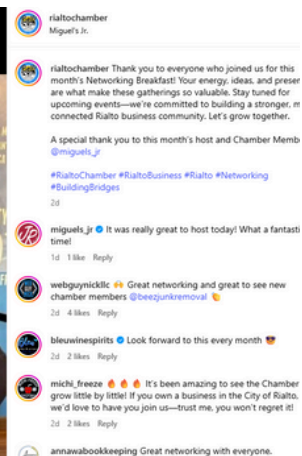 rialtochamber
Miguel's Jr.
rialtochamber Thank you to everyone who joined us for this
month's Networking Breakfast! Your energy, ideas, and
are what make these gatherings so valuable. Stay tuned for
upcoming events—we're committed to building a stronger,
connected Rialto business community. Let's grow together.
A special thank you to this month's host and Chamber
@miguels_jr
#RialtoChamber #RialtoBusiness #Rialto #Networking
#BuildingBridges
2d
miguels_jr It was really great to host today! What a
time!
1d 1 like Reply
webguynickllc 🙌 Great networking and great to see new
chamber members @beezjunkremoval 👏
2d 4 likes Reply
bleuwinespirits Look forward to this every month 😎
2d 2 likes Reply
michi_freeze 🔥🔥🔥 It's been amazing to see the Chamber
grow little by little! If you own a business in the City of Rialto,
we'd love to have you join us—trust me, you won't regret it!
2d 2 likes Reply
annawabookkeeping Great networking with everyone.